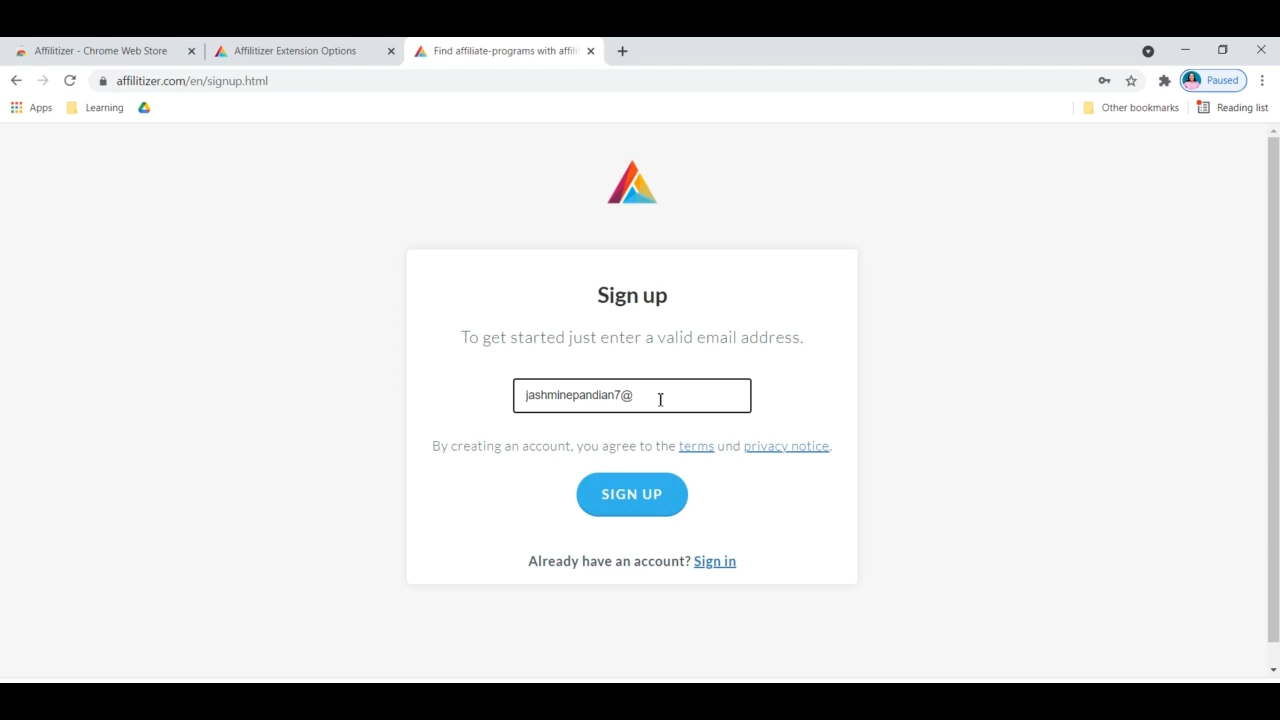 Affilitizer - Chrome Web Store
Affilitizer Extension Options
Find affiliate-programs with affili
affilitizer.com/en/signup.html
Paused
Apps
Learning
Other bookmarks
Reading list
Sign up
To get started just enter a valid email address.
jashminepandian7@
By creating an account, you agree to the terms und privacy notice.
SIGN UP
Already have an account? Sign in